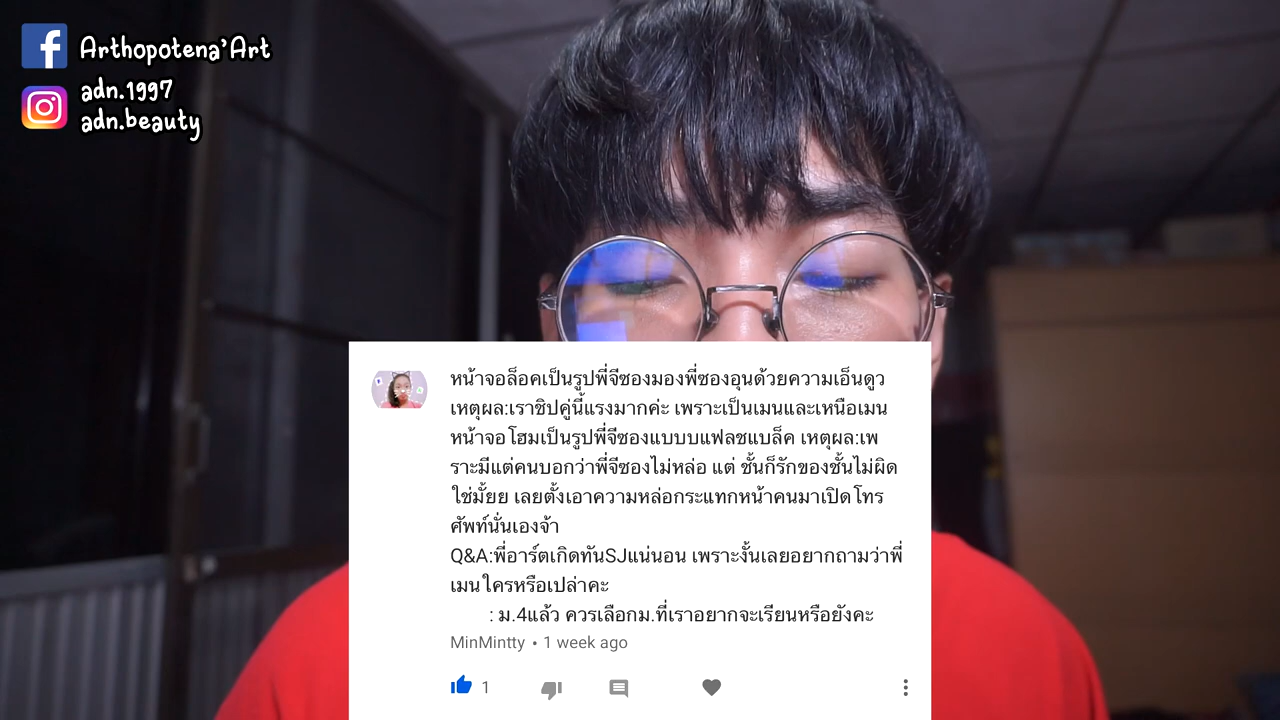 Arthopotena'Art
adn.1997
adn.beauty
หน้าจอล็อคเป็นรูปพี่จีซองมองพี่ซองอุนด้วยความเอ็นดูว
เหตุผล:เราชิปคู่นี้แรงมากค่ะ เพราะเป็นเมนและเหนือเมน
หน้าจอโฮมเป็นรูปพี่จีซองแบบบแฟลชแบล็ค เหตุผล:เพ
ราะมีแต่คนบอกว่าพี่จีซองไม่หล่อ แต่ ชั้นก็รักของชั้นไม่ผิด
ใช่มั้ยย เลยตั้งเอาความหล่อกระแทกหน้าคนมาเปิดโทร
ศัพท์นั่นเองจ้า
Q&A:พี่อาร์ตเกิดทันSJแน่นอน เพราะงั้นเลยอยากถามว่าพี่
เมนใครหรือเปล่าคะ
: ม.4แล้ว ควรเลือกม.ที่เราอยากจะเรียนหรือยังคะ
MinMintty • 1 week ago
1